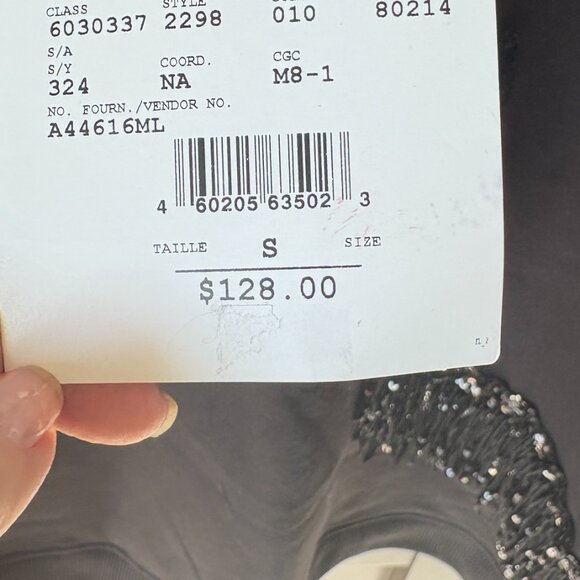 CLASS STYLE
6030337 2298 010 80214
S/A
S/Y COORD. CGC
324 NA M8-1
NO. FOURN./VENDOR NO.
A44616ML
4 60205 63502 3
TAILLE S SIZE
$128.00